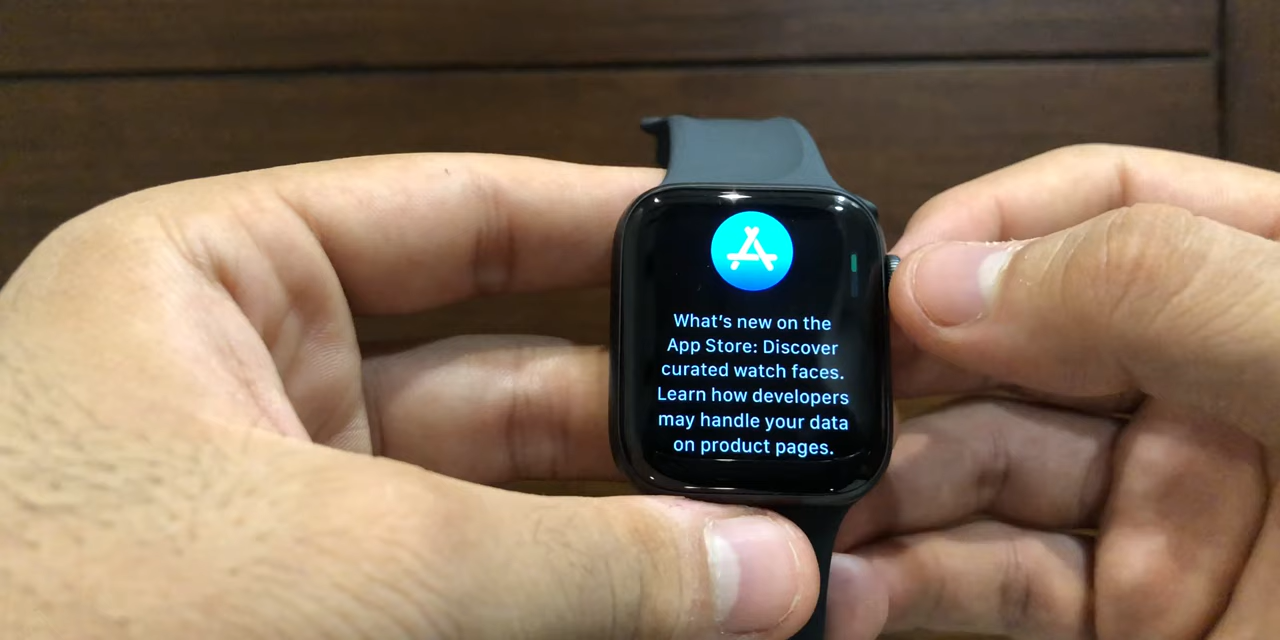 What’s new on the
App Store: Discover
curated watch faces.
Learn how developers
may handle your data
on product pages.